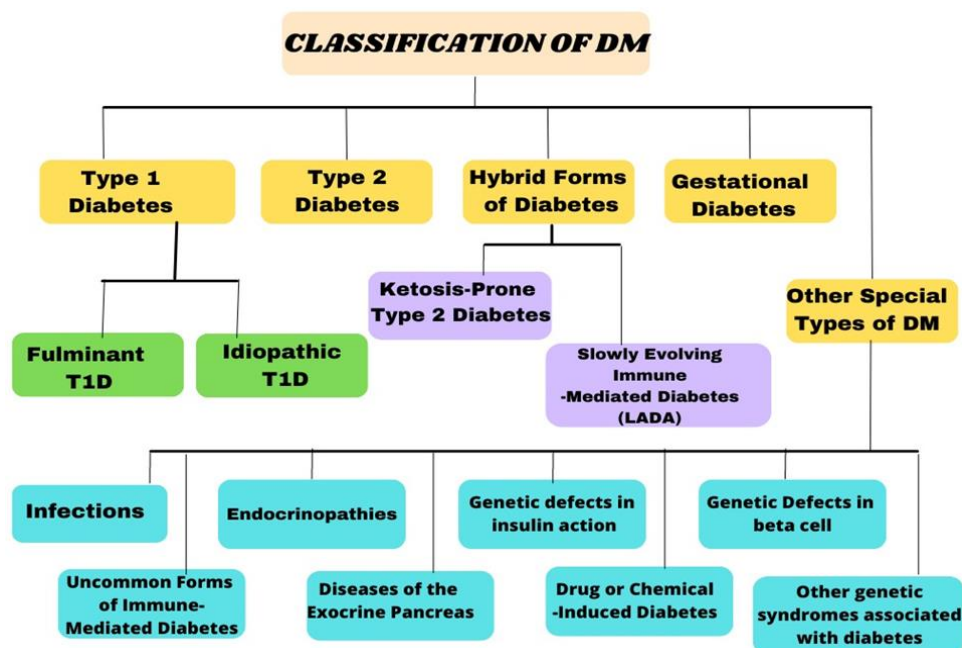 CLASSIFICATION OF DM
Type 1
Diabetes
Type 2
Diabetes
Hybrid Forms
of Diabetes
Gestational
Diabetes
Ketosis-Prone
Type 2 Diabetes
Other Special
Types of DM
Fulminant
T1D
Idiopathic
T1D
Slowly Evolving
Immune
-Mediated Diabetes
(LADA)
Infections
Endocrinopathies
Genetic defects in
insulin action
Genetic Defects in
beta cell
Uncommon Forms
of Immune-
Mediated Diabetes
Diseases of the
Exocrine Pancreas
Drug or Chemical
-Induced Diabetes
Other genetic
syndromes associated
with diabetes